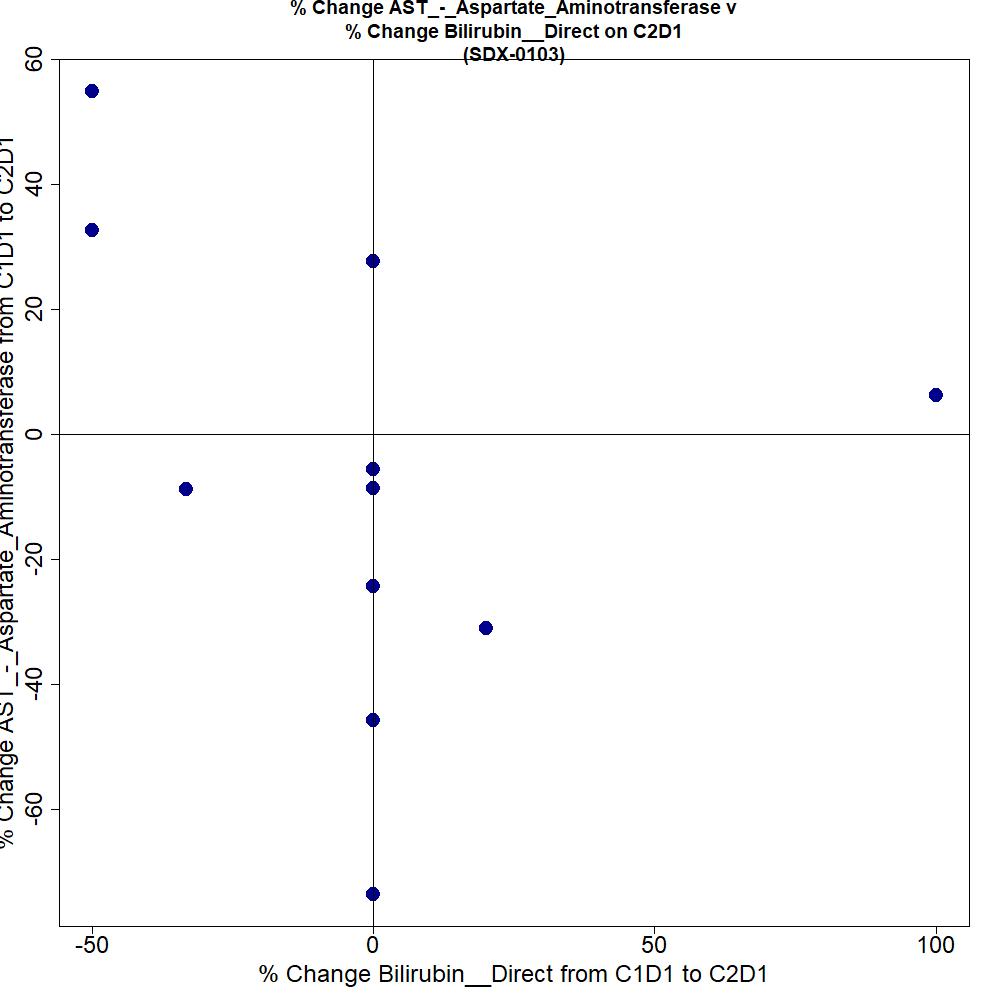 % Change AST_-_Aspartate_Aminotransferase v
% Change Bilirubin__Direct on C2D1
(SDX-0103)
% Change AST_-_Aspartate_Aminotransferase from C1D1 to C2D1
60
40
20
0
-20
-40
-60
-50
0
50
100
% Change Bilirubin__Direct from C1D1 to C2D1